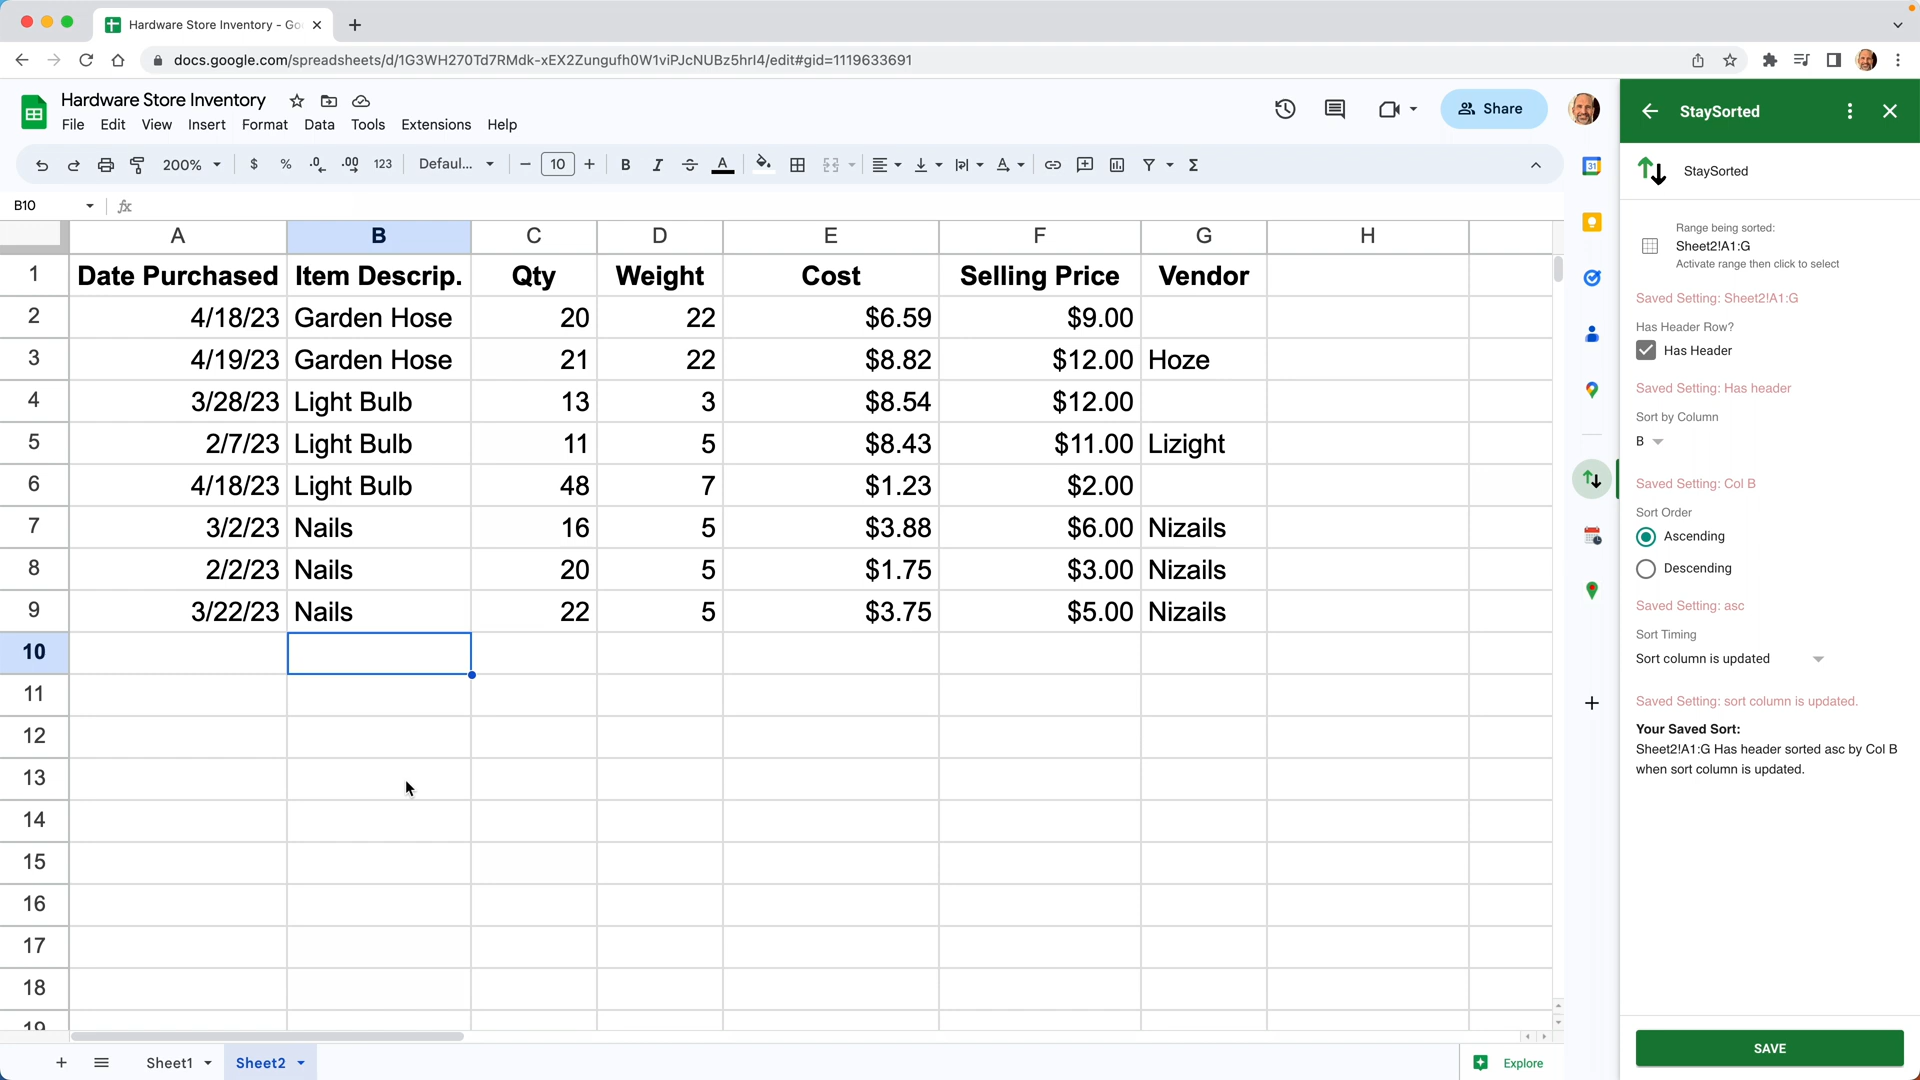 Hardware Store Inventory - Go
docs.google.com/spreadsheets/d/1G3WH270Td7RMdk-xEX2Zungufh0W1viPJcNUBz5hrI4/edit#gid=1119633691
Hardware Store Inventory
File Edit View Insert Format Data Tools Extensions Help
Share
200% $ % .0 .00 123 Defaul... 10 B I A Σ
B10 fx
A B C D E F G H
1 Date Purchased Item Descrip. Qty Weight Cost Selling Price Vendor
2 4/18/23 Garden Hose 20 22 $6.59 $9.00
3 4/19/23 Garden Hose 21 22 $8.82 $12.00 Hoze
4 3/28/23 Light Bulb 13 3 $8.54 $12.00
5 2/7/23 Light Bulb 11 5 $8.43 $11.00 Lizight
6 4/18/23 Light Bulb 48 7 $1.23 $2.00
7 3/2/23 Nails 16 5 $3.88 $6.00 Nizails
8 2/2/23 Nails 20 5 $1.75 $3.00 Nizails
9 3/22/23 Nails 22 5 $3.75 $5.00 Nizails
10
11
12
13
14
15
16
17
18
19
Sheet1 Sheet2 Explore
31
StaySorted
StaySorted
Range being sorted:
Sheet2!A1:G
Activate range then click to select
Saved Setting: Sheet2!A1:G
Has Header Row?
Has Header
Saved Setting: Has header
Sort by Column
B
Saved Setting: Col B
Sort Order
Ascending
Descending
Saved Setting: asc
Sort Timing
Sort column is updated
Saved Setting: sort column is updated.
Your Saved Sort:
Sheet2!A1:G Has header sorted asc by Col B
when sort column is updated.
SAVE